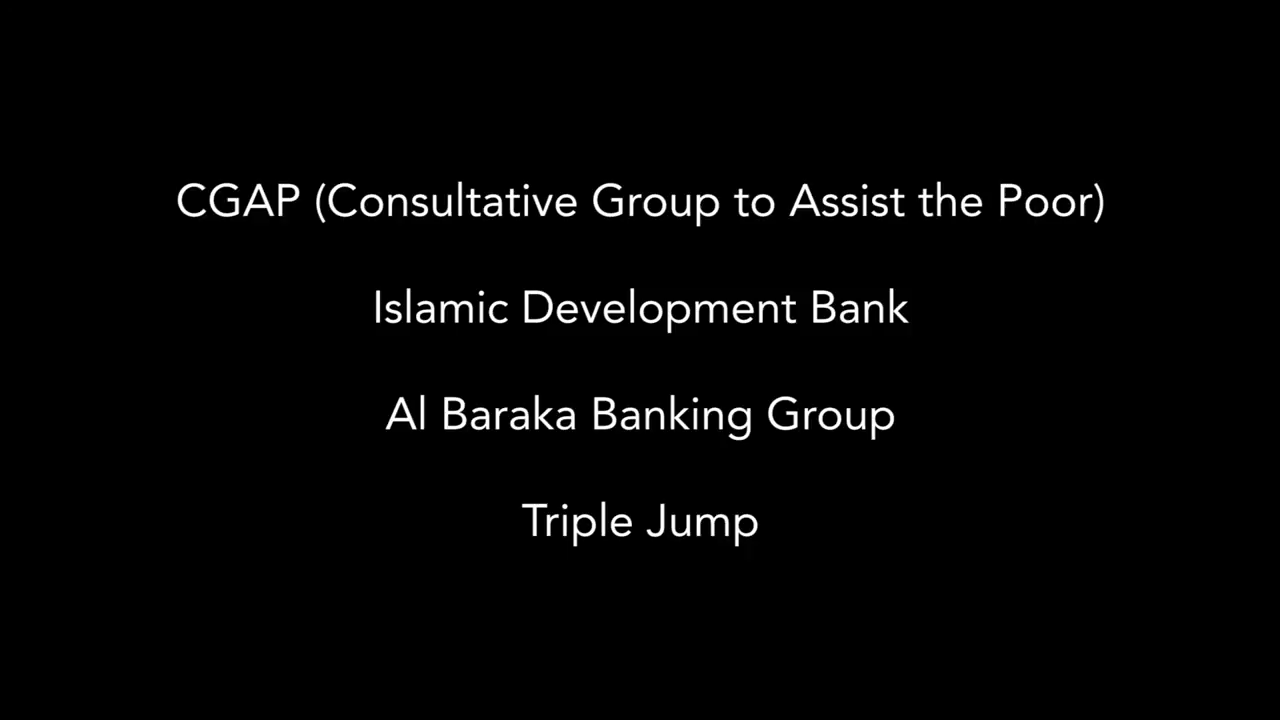 CGAP (Consultative Group to Assist the Poor)
Islamic Development Bank
Al Baraka Banking Group
Triple Jump